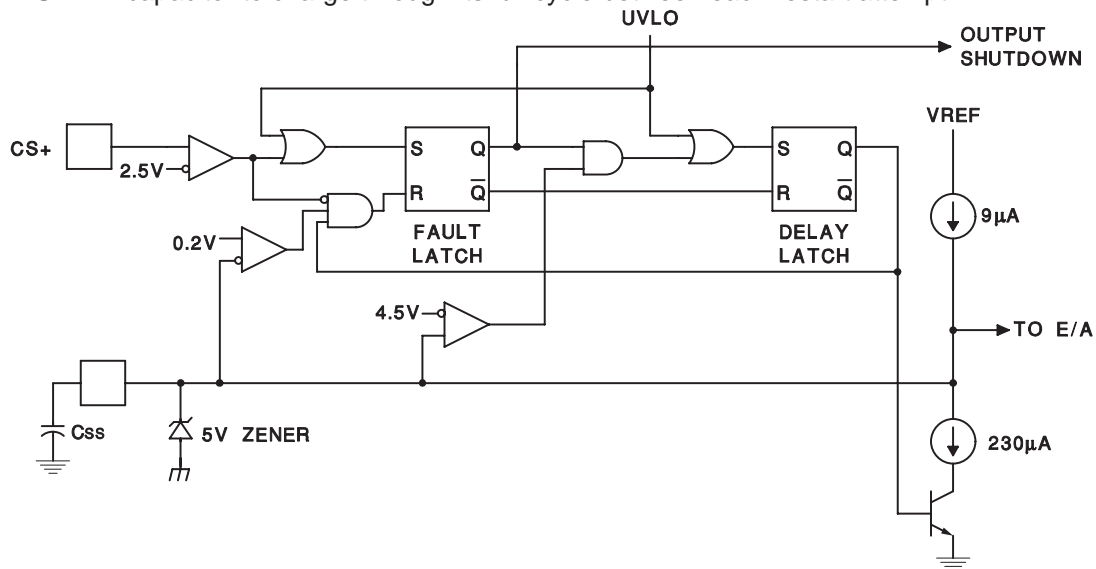 UVLO
OUTPUT
SHUTDOWN
VREF
CS+
2.5V
S
Q
R
Q
FAULT
LATCH
S
Q
R
Q
DELAY
LATCH
9µA
0.2V
4.5V
TO E/A
Css
5V ZENER
230µA